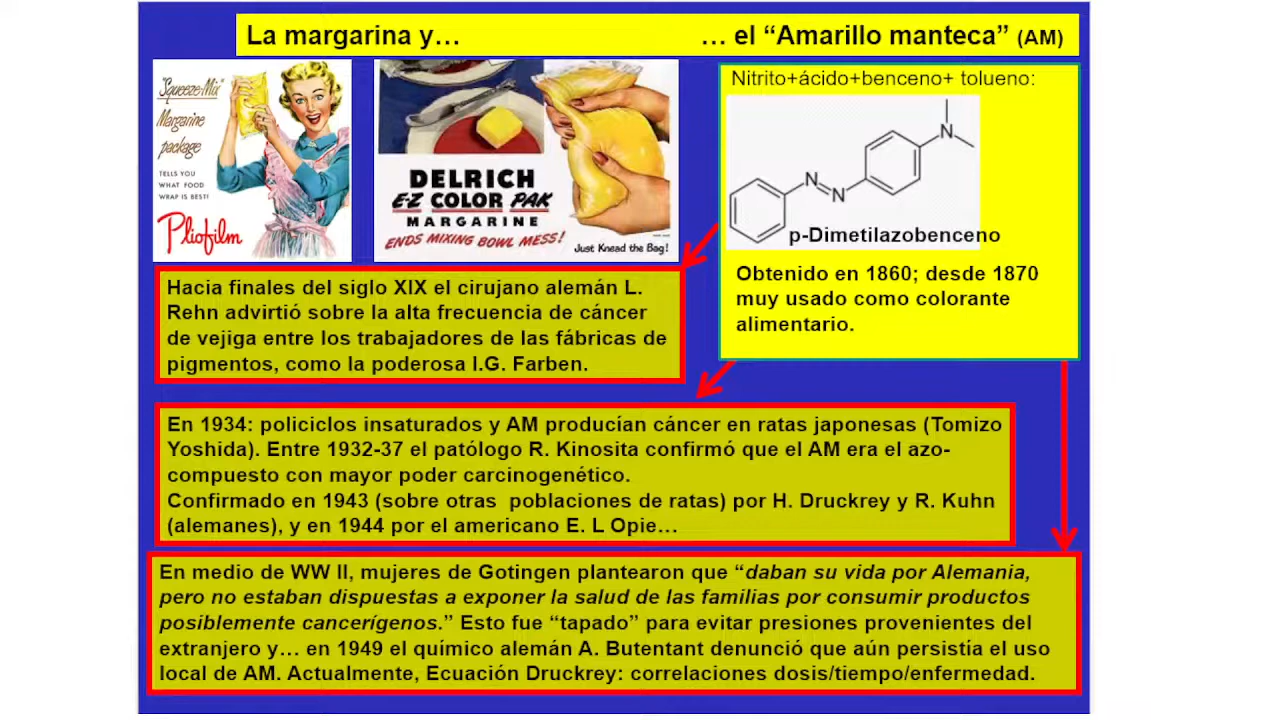 La margarina y…
… el “Amarillo manteca” (AM)
"Squeeze-Mix"
Margarine
package
TELLS YOU
WHAT FOOD
WRAP IS BEST!
Pliofilm
DELRICH
E-Z COLOR PAK
MARGARINE
ENDS MIXING BOWL MESS!
Just Knead the Bag!
Nitrito+ácido+benceno+ tolueno:
N
N
N
p-Dimetilazobenceno
Obtenido en 1860; desde 1870
muy usado como colorante
alimentario.
Hacia finales del siglo XIX el cirujano alemán L.
Rehn advirtió sobre la alta frecuencia de cáncer
de vejiga entre los trabajadores de las fábricas de
pigmentos, como la poderosa I.G. Farben.
En 1934: policiclos insaturados y AM producían cáncer en ratas japonesas (Tomizo
Yoshida). Entre 1932-37 el patólogo R. Kinosita confirmó que el AM era el azo-
compuesto con mayor poder carcinogenético.
Confirmado en 1943 (sobre otras poblaciones de ratas) por H. Druckrey y R. Kuhn
(alemanes), y en 1944 por el americano E. L Opie…
En medio de WW II, mujeres de Gotingen plantearon que “daban su vida por Alemania,
pero no estaban dispuestas a exponer la salud de las familias por consumir productos
posiblemente cancerígenos.” Esto fue “tapado” para evitar presiones provenientes del
extranjero y… en 1949 el químico alemán A. Butentant denunció que aún persistía el uso
local de AM. Actualmente, Ecuación Druckrey: correlaciones dosis/tiempo/enfermedad.